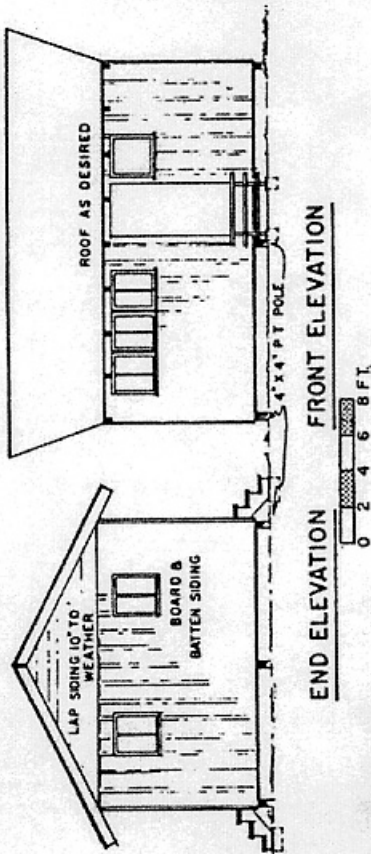 ROOF AS DESIRED
LAP SIDING 10" TO
WEATHER
BOARD &
BATTEN SIDING
4" X 4" P T POLE
END ELEVATION
FRONT ELEVATION
0 2 4 6 8 FT.